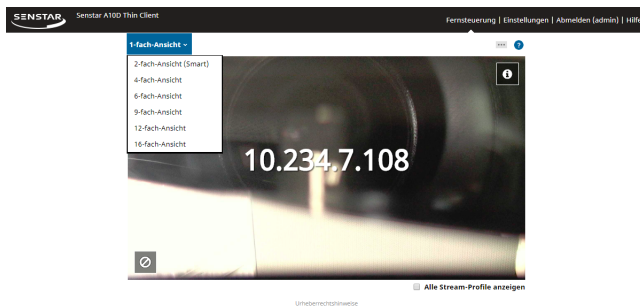 SENSTAR
Senstar A10D Thin Client
Fernsteuerung | Einstellungen | Abmelden (admin) | Hilfe
1-fach-Ansicht
2-fach-Ansicht (Smart)
4-fach-Ansicht
6-fach-Ansicht
9-fach-Ansicht
12-fach-Ansicht
16-fach-Ansicht
10.234.7.108
Alle Stream-Profile anzeigen
Urheberrechtshinweise